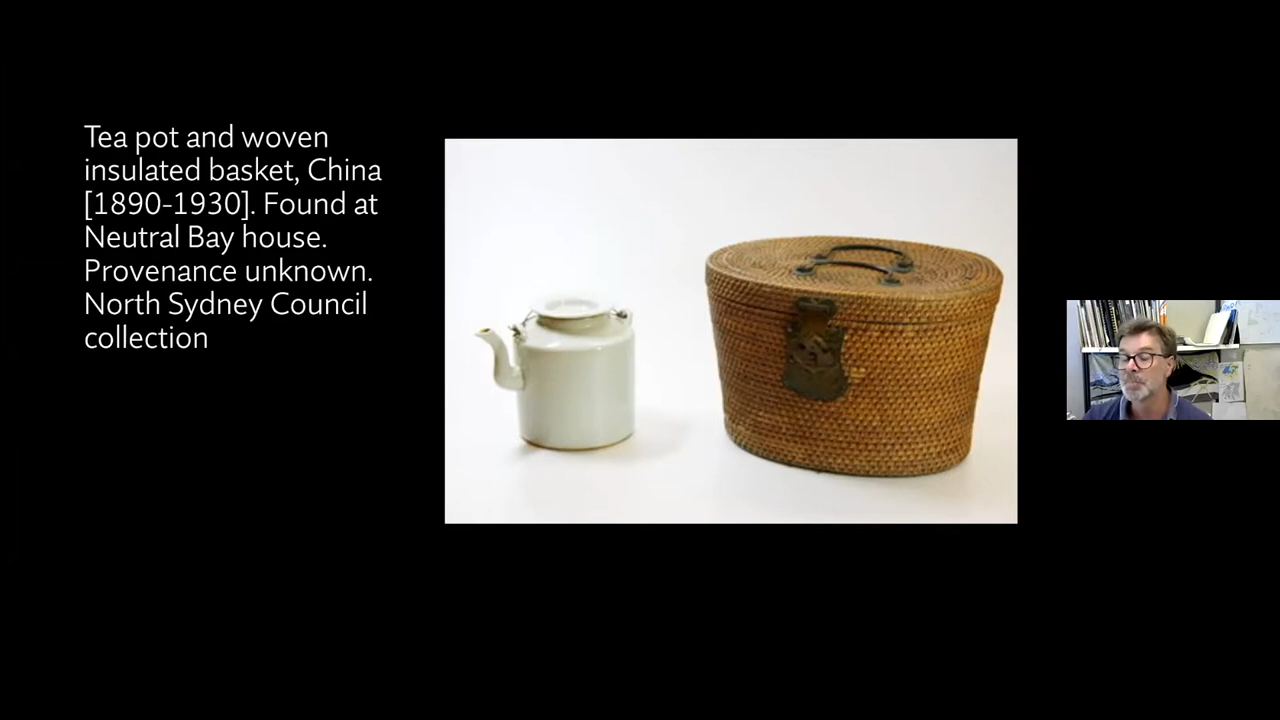 Tea pot and woven
insulated basket, China
[1890-1930]. Found at
Neutral Bay house.
Provenance unknown.
North Sydney Council
collection